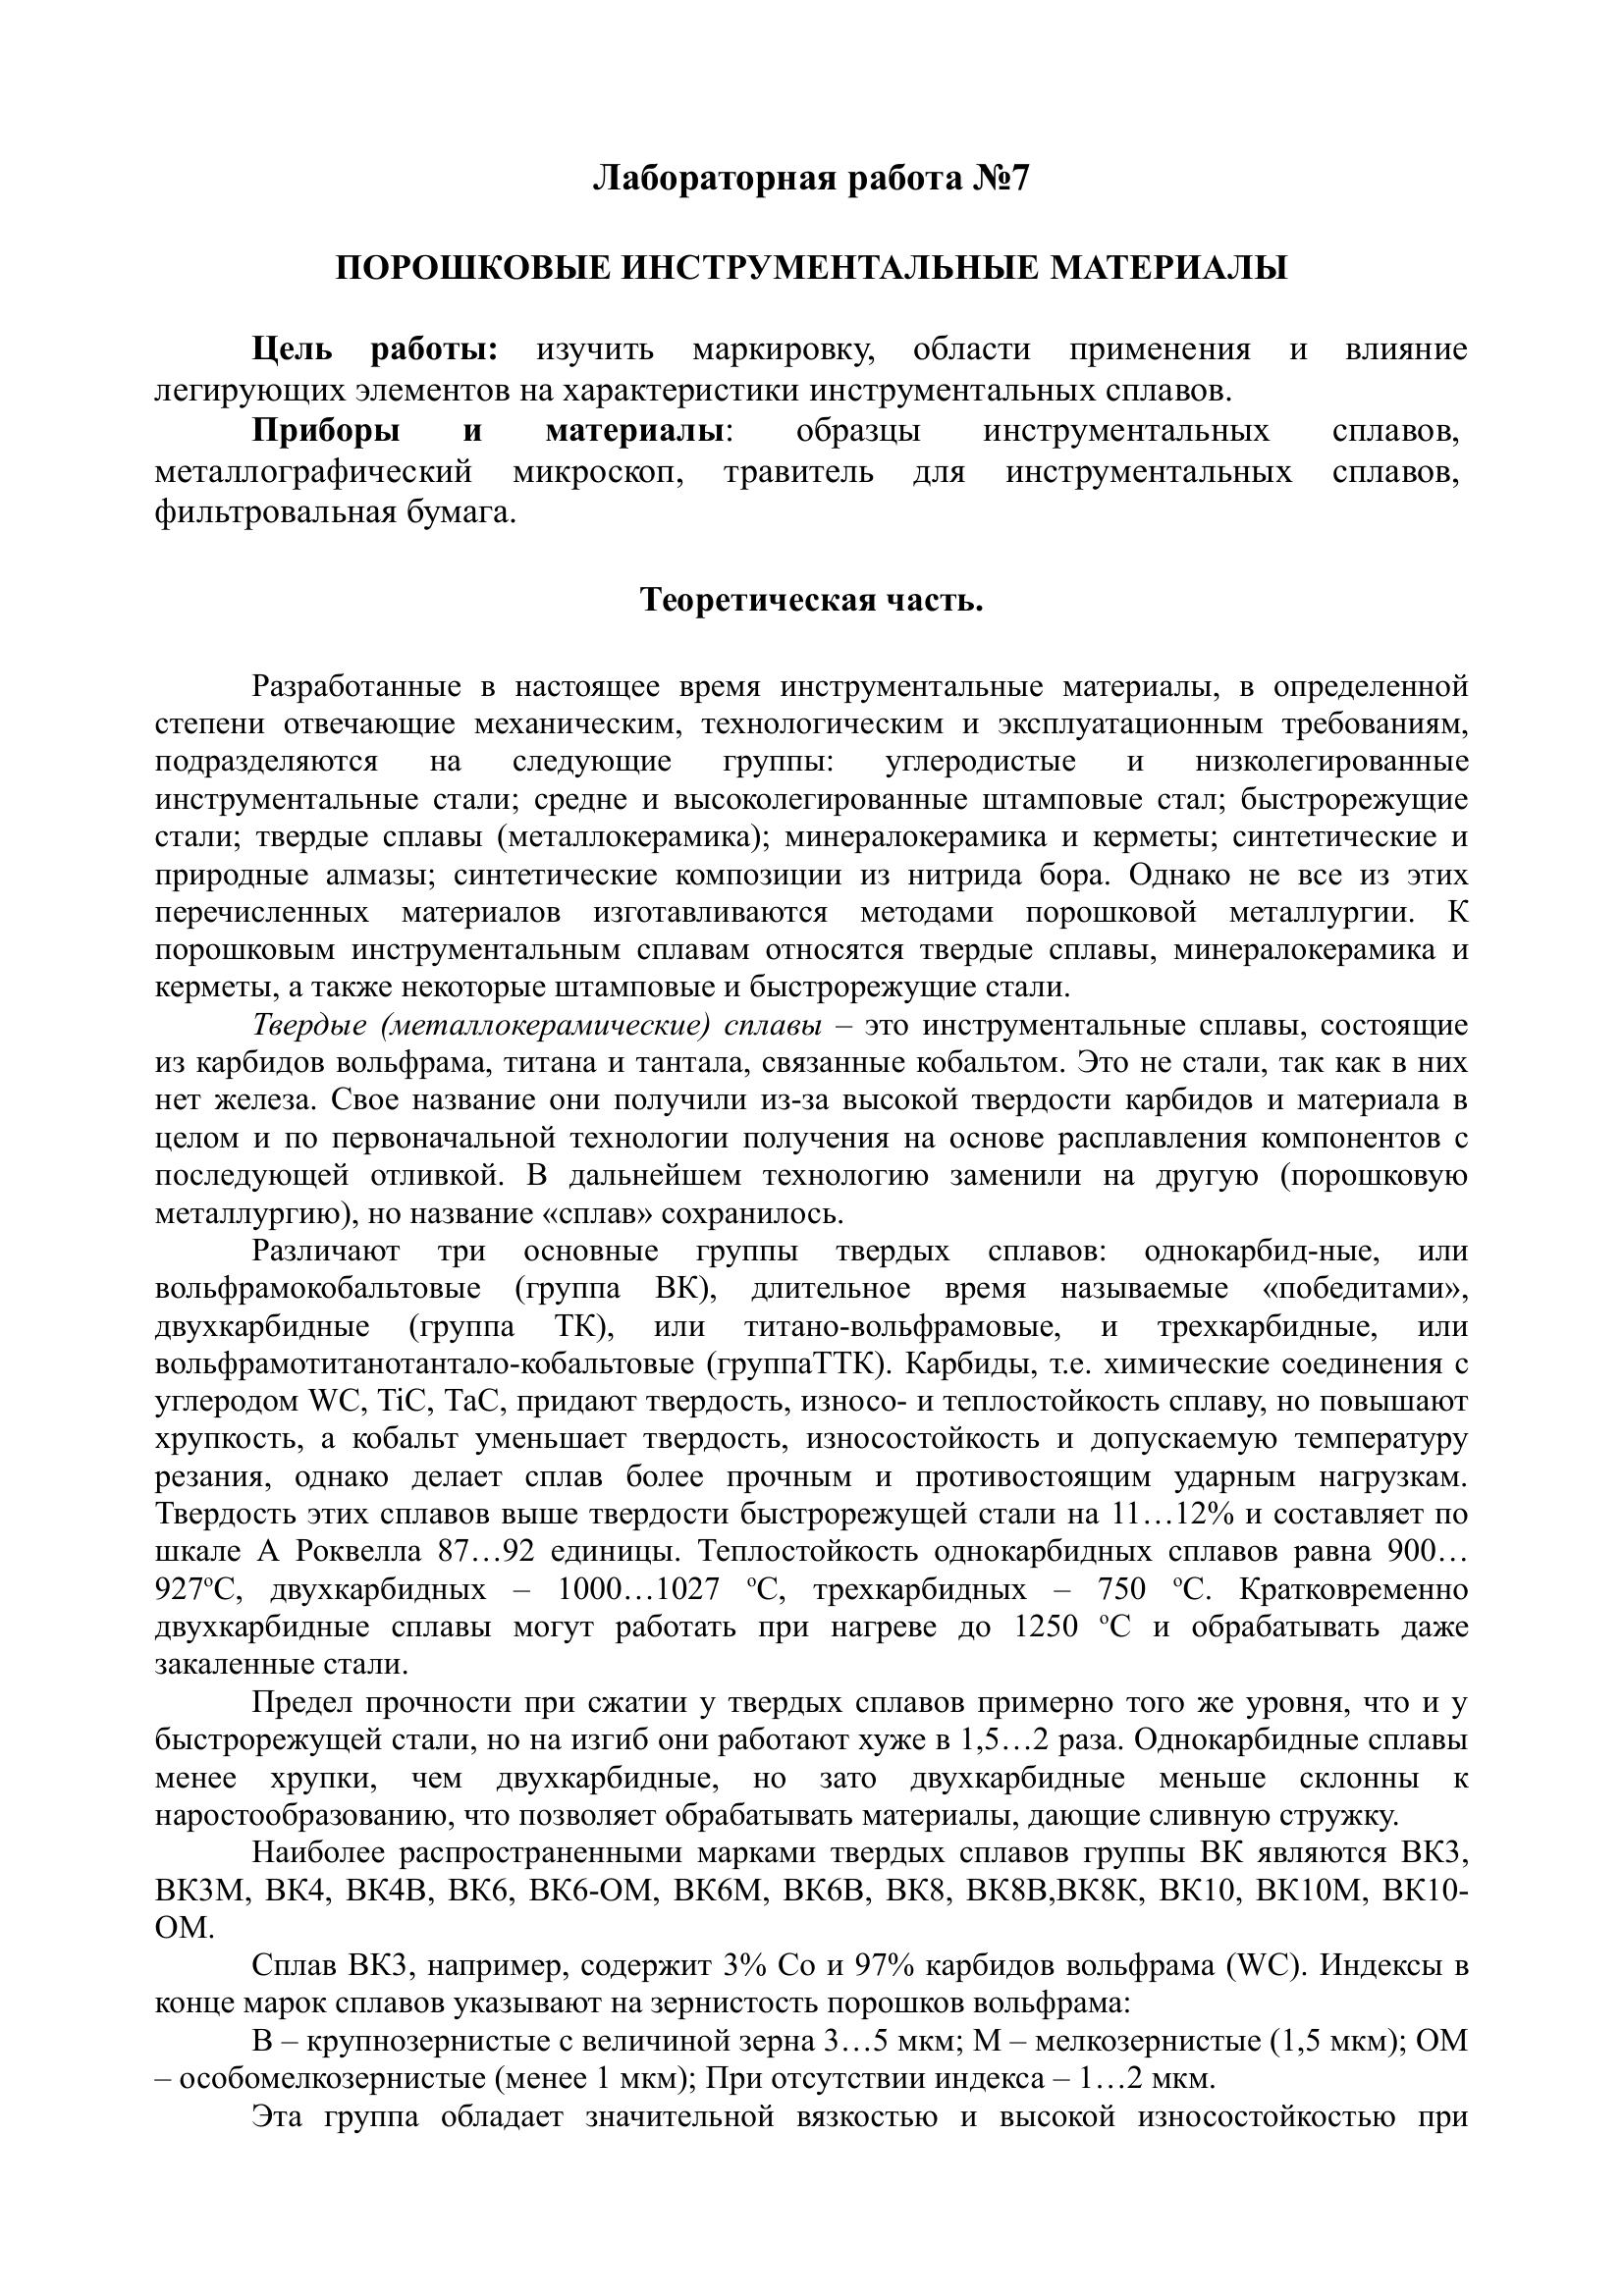 Лабораторная работа №7
ПОРОШКОВЫЕ ИНСТРУМЕНТАЛЬНЫЕ МАТЕРИАЛЫ
Цель работы: изучить маркировку, области применения и влияние
легирующих элементов на характеристики инструментальных сплавов.
Приборы и материалы: образцы инструментальных сплавов,
металлографический микроскоп, травитель для инструментальных сплавов,
фильтровальная бумага.
Теоретическая часть.
Разработанные в настоящее время инструментальные материалы, в определенной
степени отвечающие механическим, технологическим и эксплуатационным требованиям,
подразделяются на следующие группы: углеродистые и низколегированные
инструментальные стали; средне и высоколегированные штамповые стал; быстрорежущие
стали; твердые сплавы (металлокерамика); минералокерамика и керметы; синтетические и
природные алмазы; синтетические композиции из нитрида бора. Однако не все из этих
перечисленных материалов изготавливаются методами порошковой металлургии. К
порошковым инструментальным сплавам относятся твердые сплавы, минералокерамика и
керметы, а также некоторые штамповые и быстрорежущие стали.
Твердые (металлокерамические) сплавы – это инструментальные сплавы, состоящие
из карбидов вольфрама, титана и тантала, связанные кобальтом. Это не стали, так как в них
нет железа. Свое название они получили из-за высокой твердости карбидов и материала в
целом и по первоначальной технологии получения на основе расплавления компонентов с
последующей отливкой. В дальнейшем технологию заменили на другую (порошковую
металлургию), но название «сплав» сохранилось.
Различают три основные группы твердых сплавов: однокарбид-ные, или
вольфрамокобальтовые (группа ВК), длительное время называемые «победитами»,
двухкарбидные (группа ТК), или титано-вольфрамовые, и трехкарбидные, или
вольфрамотитанотантало-кобальтовые (группаТТК). Карбиды, т.е. химические соединения с
углеродом WC, TiC, TaC, придают твердость, износо- и теплостойкость сплаву, но повышают
хрупкость, а кобальт уменьшает твердость, износостойкость и допускаемую температуру
резания, однако делает сплав более прочным и противостоящим ударным нагрузкам.
Твердость этих сплавов выше твердости быстрорежущей стали на 11…12% и составляет по
шкале А Роквелла 87…92 единицы. Теплостойкость однокарбидных сплавов равна 900…
927ºС, двухкарбидных – 1000…1027 ºС, трехкарбидных – 750 ºС. Кратковременно
двухкарбидные сплавы могут работать при нагреве до 1250 ºС и обрабатывать даже
закаленные стали.
Предел прочности при сжатии у твердых сплавов примерно того же уровня, что и у
быстрорежущей стали, но на изгиб они работают хуже в 1,5…2 раза. Однокарбидные сплавы
менее хрупки, чем двухкарбидные, но зато двухкарбидные меньше склонны к
наростообразованию, что позволяет обрабатывать материалы, дающие сливную стружку.
Наиболее распространенными марками твердых сплавов группы ВК являются ВК3,
ВК3М, ВК4, ВК4В, ВК6, ВК6-ОМ, ВК6М, ВК6В, ВК8, ВК8В,ВК8К, ВК10, ВК10М, ВК10-
ОМ.
Сплав ВК3, например, содержит 3% Со и 97% карбидов вольфрама (WC). Индексы в
конце марок сплавов указывают на зернистость порошков вольфрама:
В – крупнозернистые с величиной зерна 3…5 мкм; М – мелкозернистые (1,5 мкм); ОМ
– особомелкозернистые (менее 1 мкм); При отсутствии индекса – 1…2 мкм.
Эта группа обладает значительной вязкостью и высокой износостойкостью при